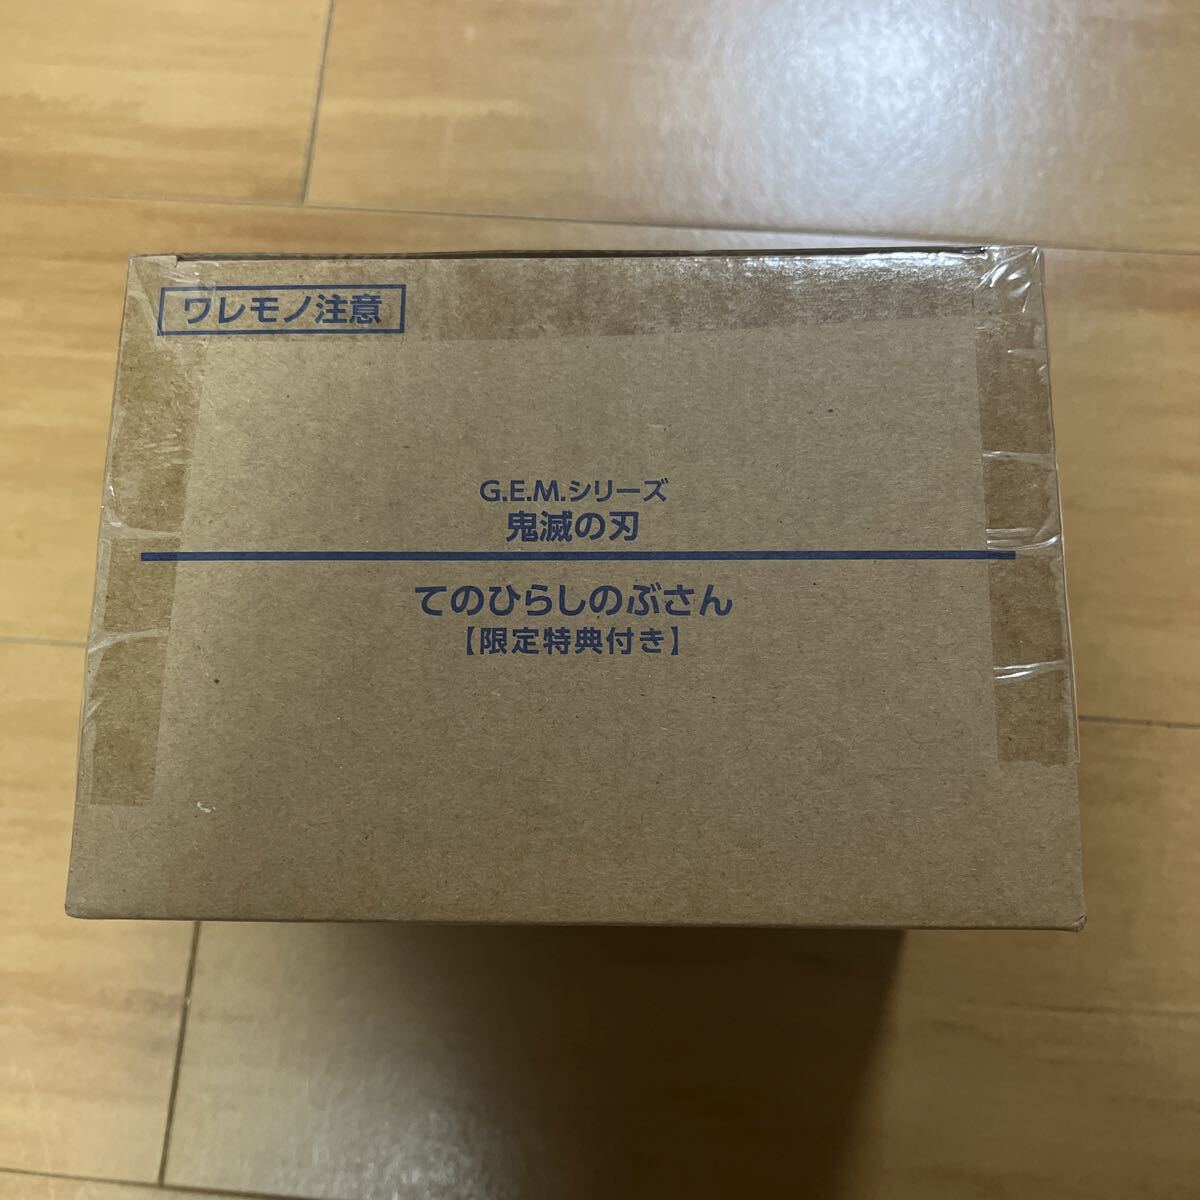 ワレモノ注意
G.E.M.シリーズ
鬼滅の刃
てのひらしのぶさん
【限定特典付き】